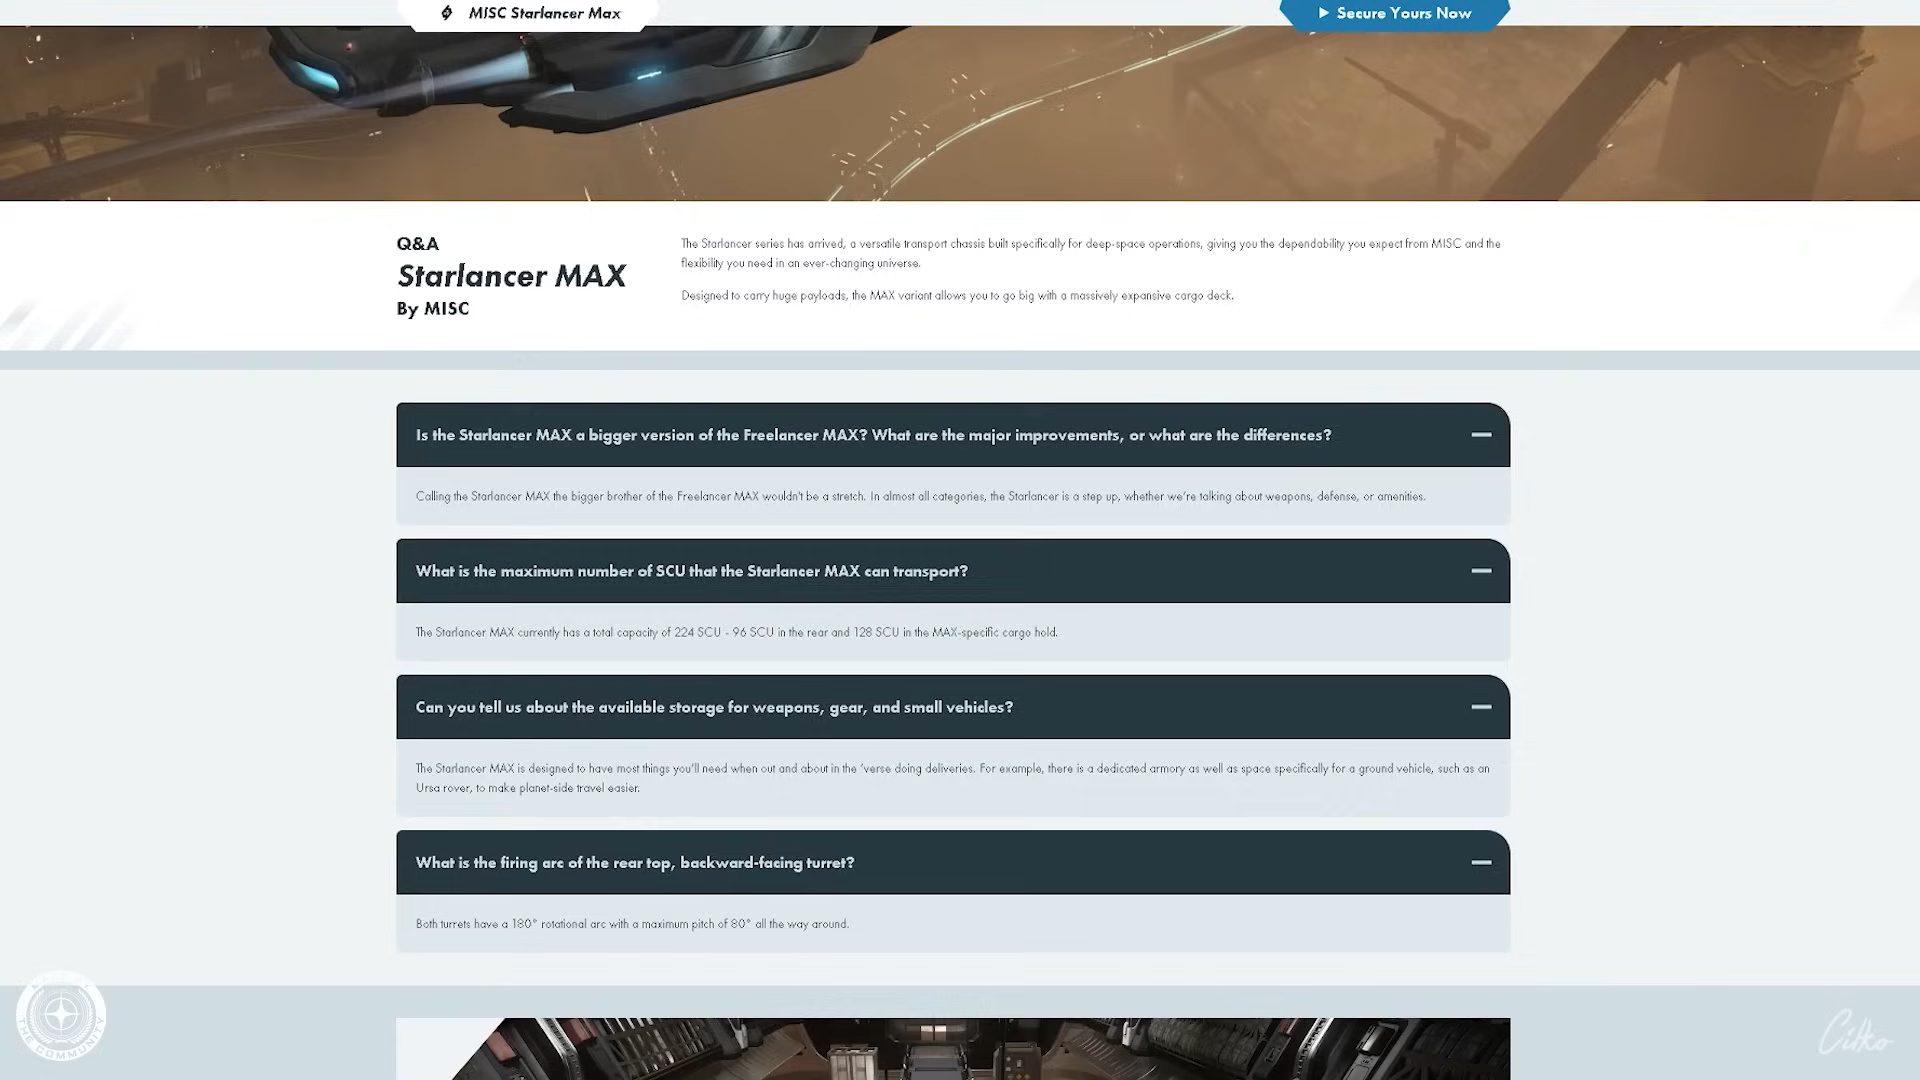 MISC Starlancer Max
Secure Yours Now
Q&A
Starlancer MAX
By MISC
The Starlancer series has arrived, a versatile transport chassis built specifically for deep-space operations, giving you the dependability you expect from MISC and the
flexibility you need in an ever-changing universe.
Designed to carry huge payloads, the MAX variant allows you to go big with a massively expansive cargo deck.
Is the Starlancer MAX a bigger version of the Freelancer MAX? What are the major improvements, or what are the differences?
Calling the Starlancer MAX the bigger brother of the Freelancer MAX wouldn't be a stretch. In almost all categories, the Starlancer is a step up, whether we're talking about weapons, defense, or amenities.
What is the maximum number of SCU that the Starlancer MAX can transport?
The Starlancer MAX currently has a total capacity of 224 SCU - 96 SCU in the rear and 128 SCU in the MAX-specific cargo hold.
Can you tell us about the available storage for weapons, gear, and small vehicles?
The Starlancer MAX is designed to have most things you'll need when out and about in the 'verse doing deliveries. For example, there is a dedicated armory as well as space specifically for a ground vehicle, such as an
Ursa rover, to make planet-side travel easier.
What is the firing arc of the rear top, backward-facing turret?
Both turrets have a 180° rotational arc with a maximum pitch of 80° all the way around.
MADE BY
THE COMMUNITY
Citko